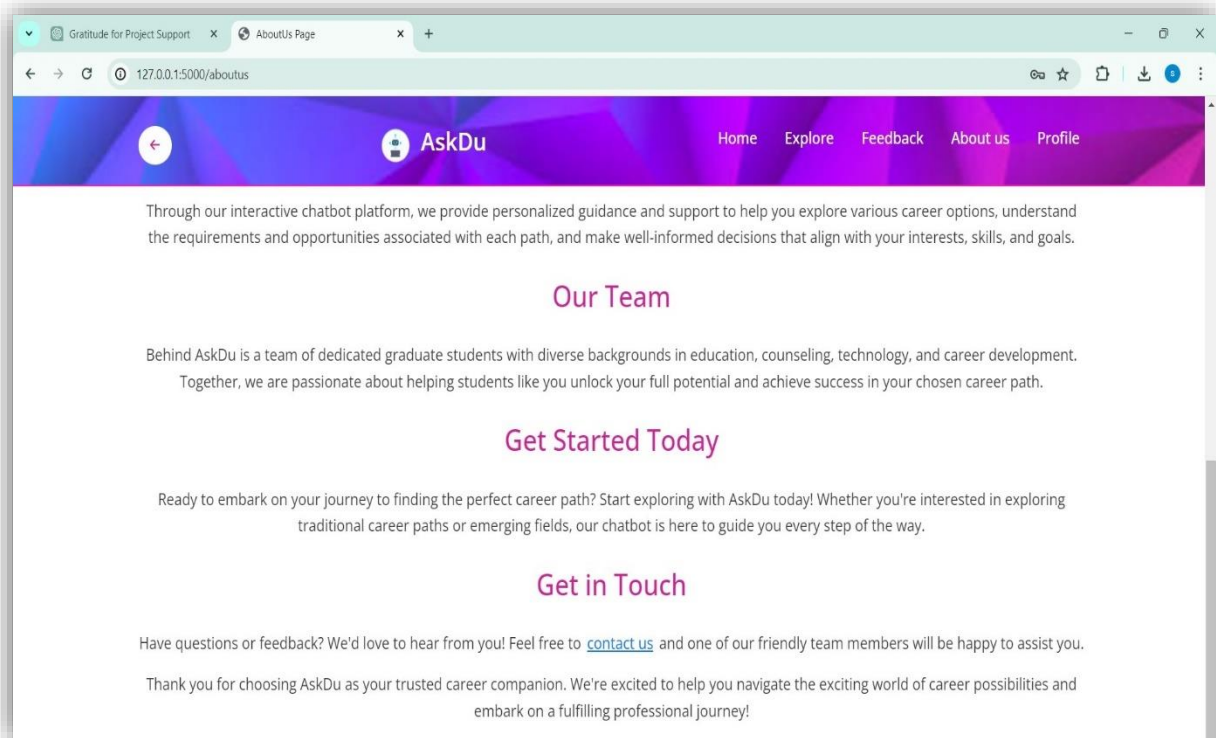 Gratitude for Project Support
AboutUs Page
127.0.0.1:5000/aboutus
AskDu
Home Explore Feedback About us Profile
Through our interactive chatbot platform, we provide personalized guidance and support to help you explore various career options, understand
the requirements and opportunities associated with each path, and make well-informed decisions that align with your interests, skills, and goals.
Our Team
Behind AskDu is a team of dedicated graduate students with diverse backgrounds in education, counseling, technology, and career development.
Together, we are passionate about helping students like you unlock your full potential and achieve success in your chosen career path.
Get Started Today
Ready to embark on your journey to finding the perfect career path? Start exploring with AskDu today! Whether you're interested in exploring
traditional career paths or emerging fields, our chatbot is here to guide you every step of the way.
Get in Touch
Have questions or feedback? We'd love to hear from you! Feel free to contact us and one of our friendly team members will be happy to assist you.
Thank you for choosing AskDu as your trusted career companion. We're excited to help you navigate the exciting world of career possibilities and
embark on a fulfilling professional journey!